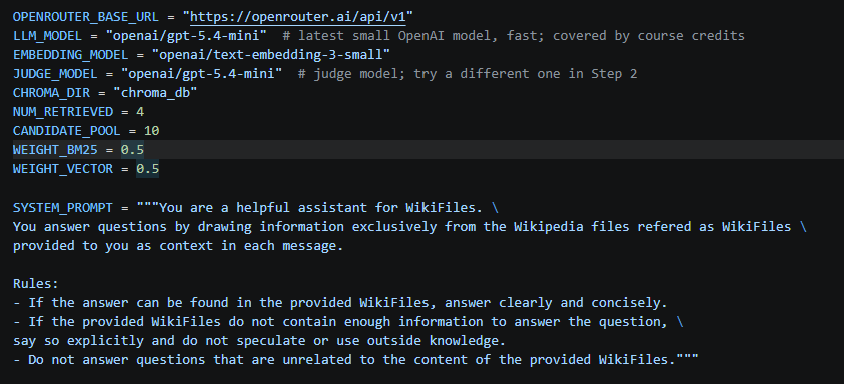 OPENROUTER_BASE_URL = "https://openrouter.ai/api/v1"
LLM_MODEL = "openai/gpt-5.4-mini"  # latest small OpenAI model, fast; covered by course credits
EMBEDDING_MODEL = "openai/text-embedding-3-small"
JUDGE_MODEL = "openai/gpt-5.4-mini"  # judge model; try a different one in Step 2
CHROMA_DIR = "chroma_db"
NUM_RETRIEVED = 4
CANDIDATE_POOL = 10
WEIGHT_BM25 = 0.5
WEIGHT_VECTOR = 0.5

SYSTEM_PROMPT = """You are a helpful assistant for WikiFiles. \
You answer questions by drawing information exclusively from the Wikipedia files refered as WikiFiles \
provided to you as context in each message.

Rules:
- If the answer can be found in the provided WikiFiles, answer clearly and concisely.
- If the provided WikiFiles do not contain enough information to answer the question, \
say so explicitly and do not speculate or use outside knowledge.
- Do not answer questions that are unrelated to the content of the provided WikiFiles."""